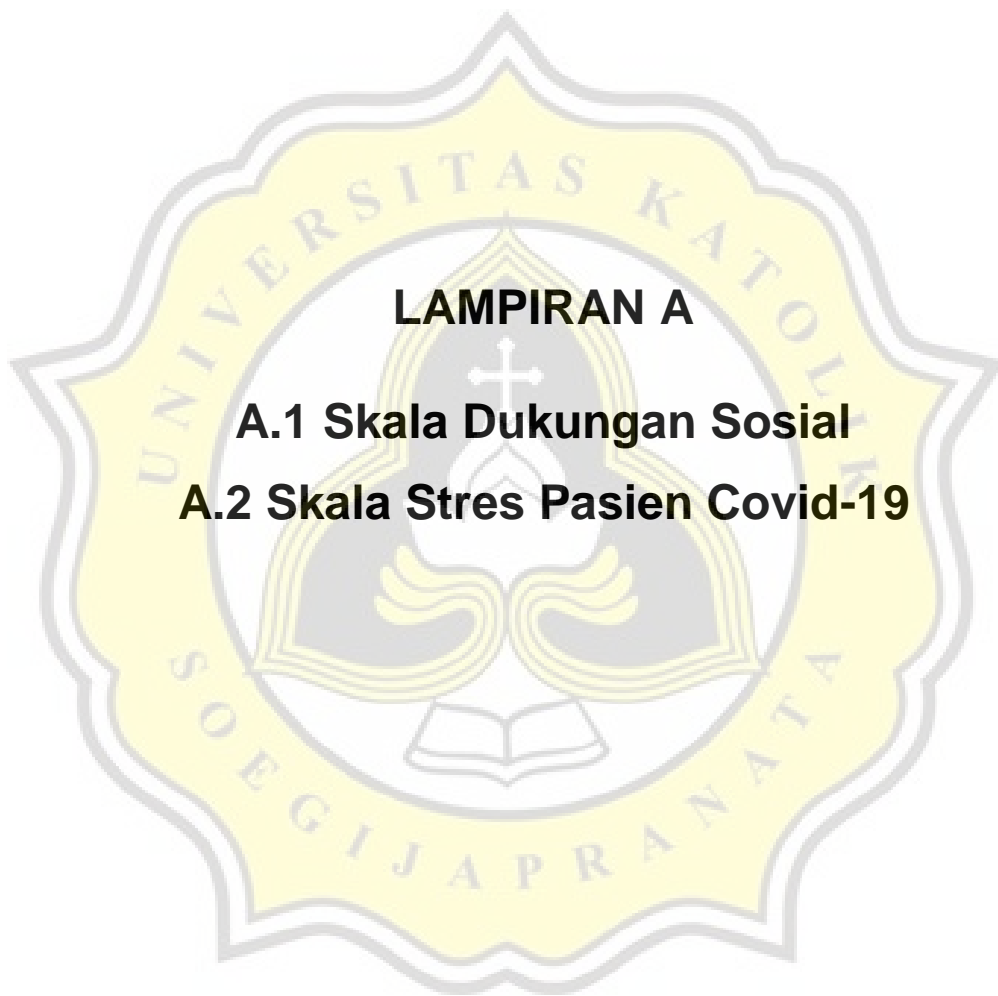 UNIVERSITAS KATOLIK
LAMPIRAN A
A.1 Skala Dukungan Sosial
A.2 Skala Stres Pasien Covid-19
SOEGIJAPRANATA